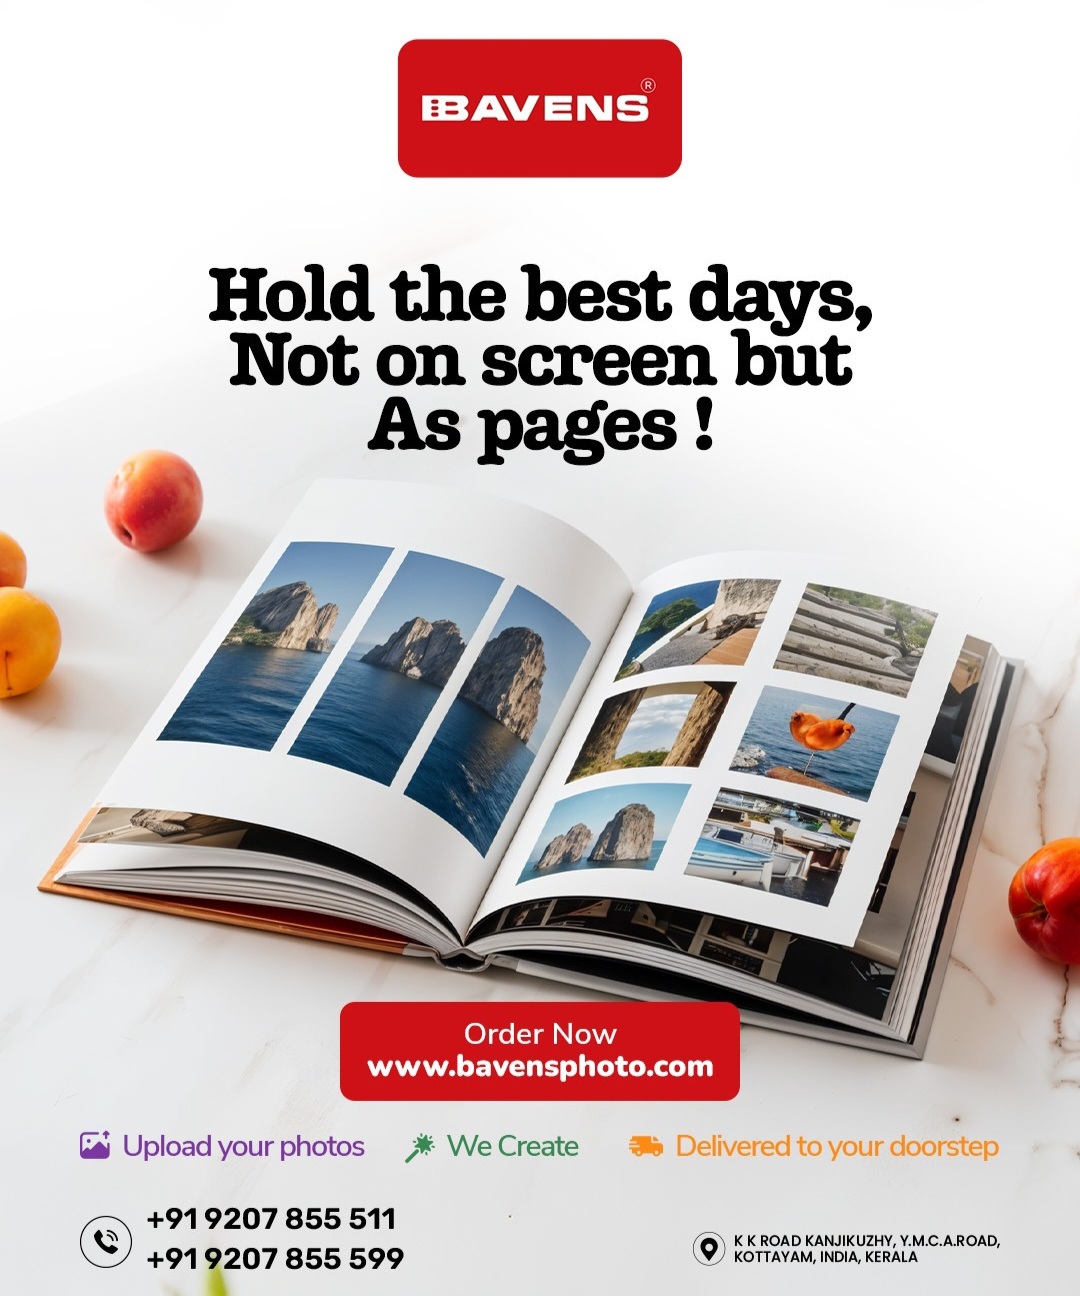 BAVENS®
Hold the best days,
Not on screen but
As pages !
Order Now
www.bavensphoto.com
Upload your photos
We Create
Delivered to your doorstep
+91 9207 855 511
+91 9207 855 599
K K ROAD KANJIKUZHY, Y.M.C.A.ROAD,
KOTTAYAM, INDIA, KERALA